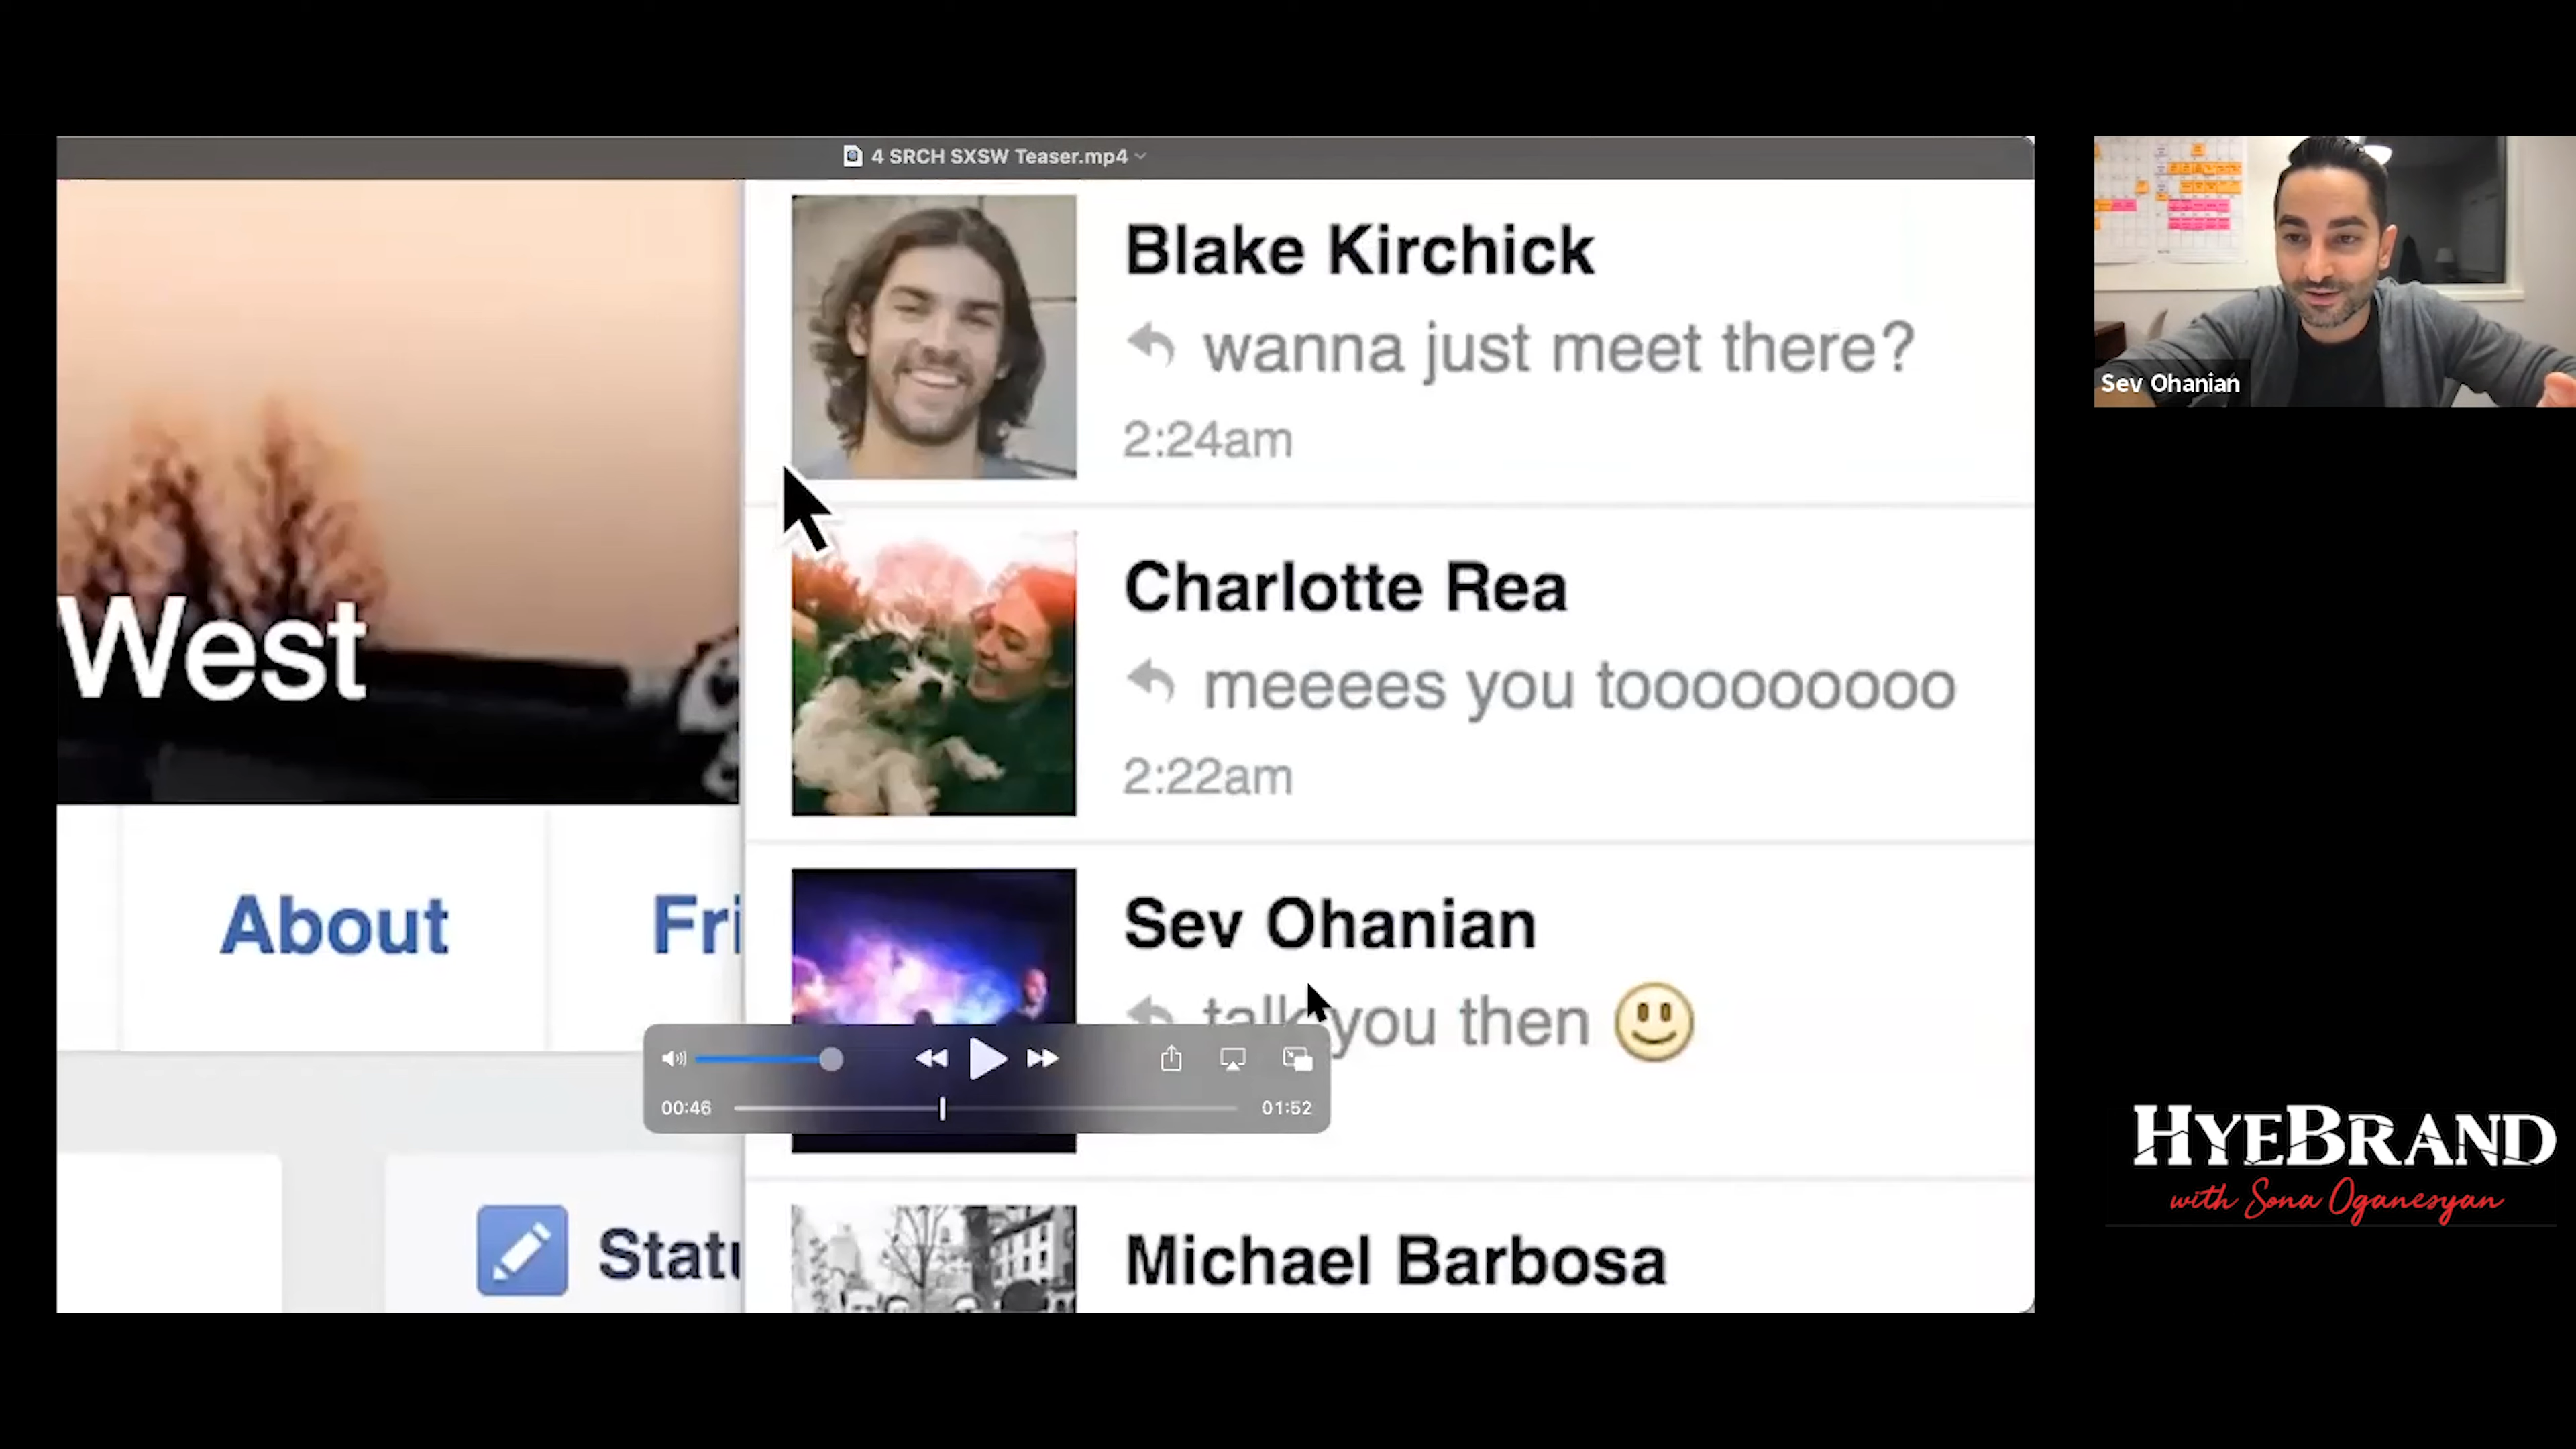 4 SRCH SXSW Teaser.mp4
Blake Kirchick
wanna just meet there?
2:24am
Charlotte Rea
meeees you tooooooooo
2:22am
Sev Ohanian
talk you then
Michael Barbosa
West
About
Fri
Statu
00:46
01:52
Sev Ohanian
HYEBRAND
with Sona Oganesyan